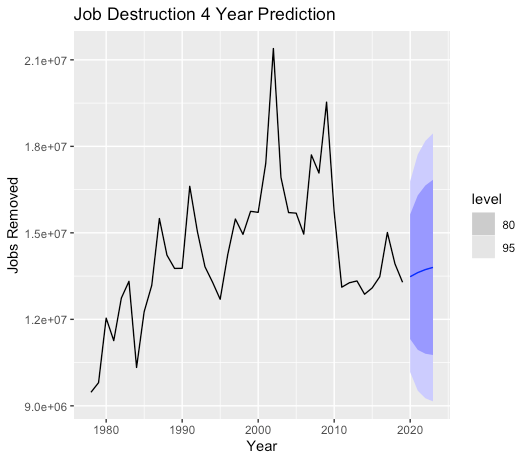 Job Destruction 4 Year Prediction
2.1e+07
1.8e+07
1.5e+07
1.2e+07
9.0e+06
Jobs Removed
1980 1990 2000 2010 2020
Year
level
80
95